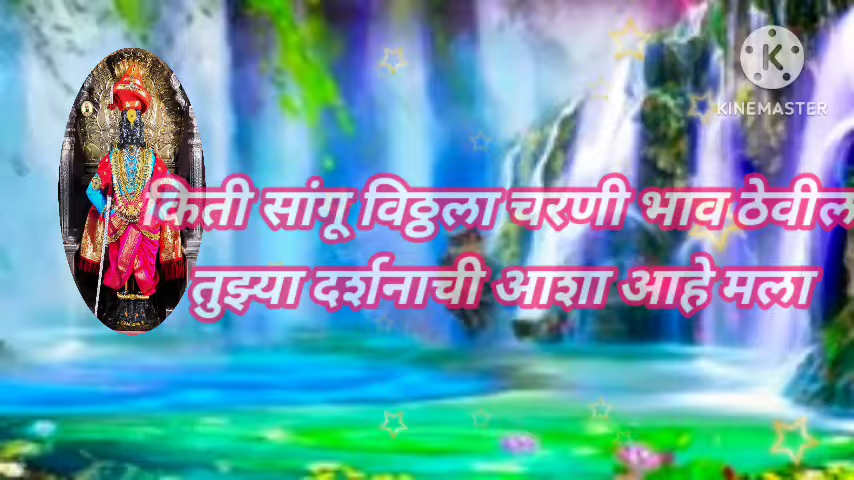 KINEMASTER
किती सांगू विठ्ठला चरणी भाव ठेवील
तुझ्या दर्शनाची आशा आहे मला